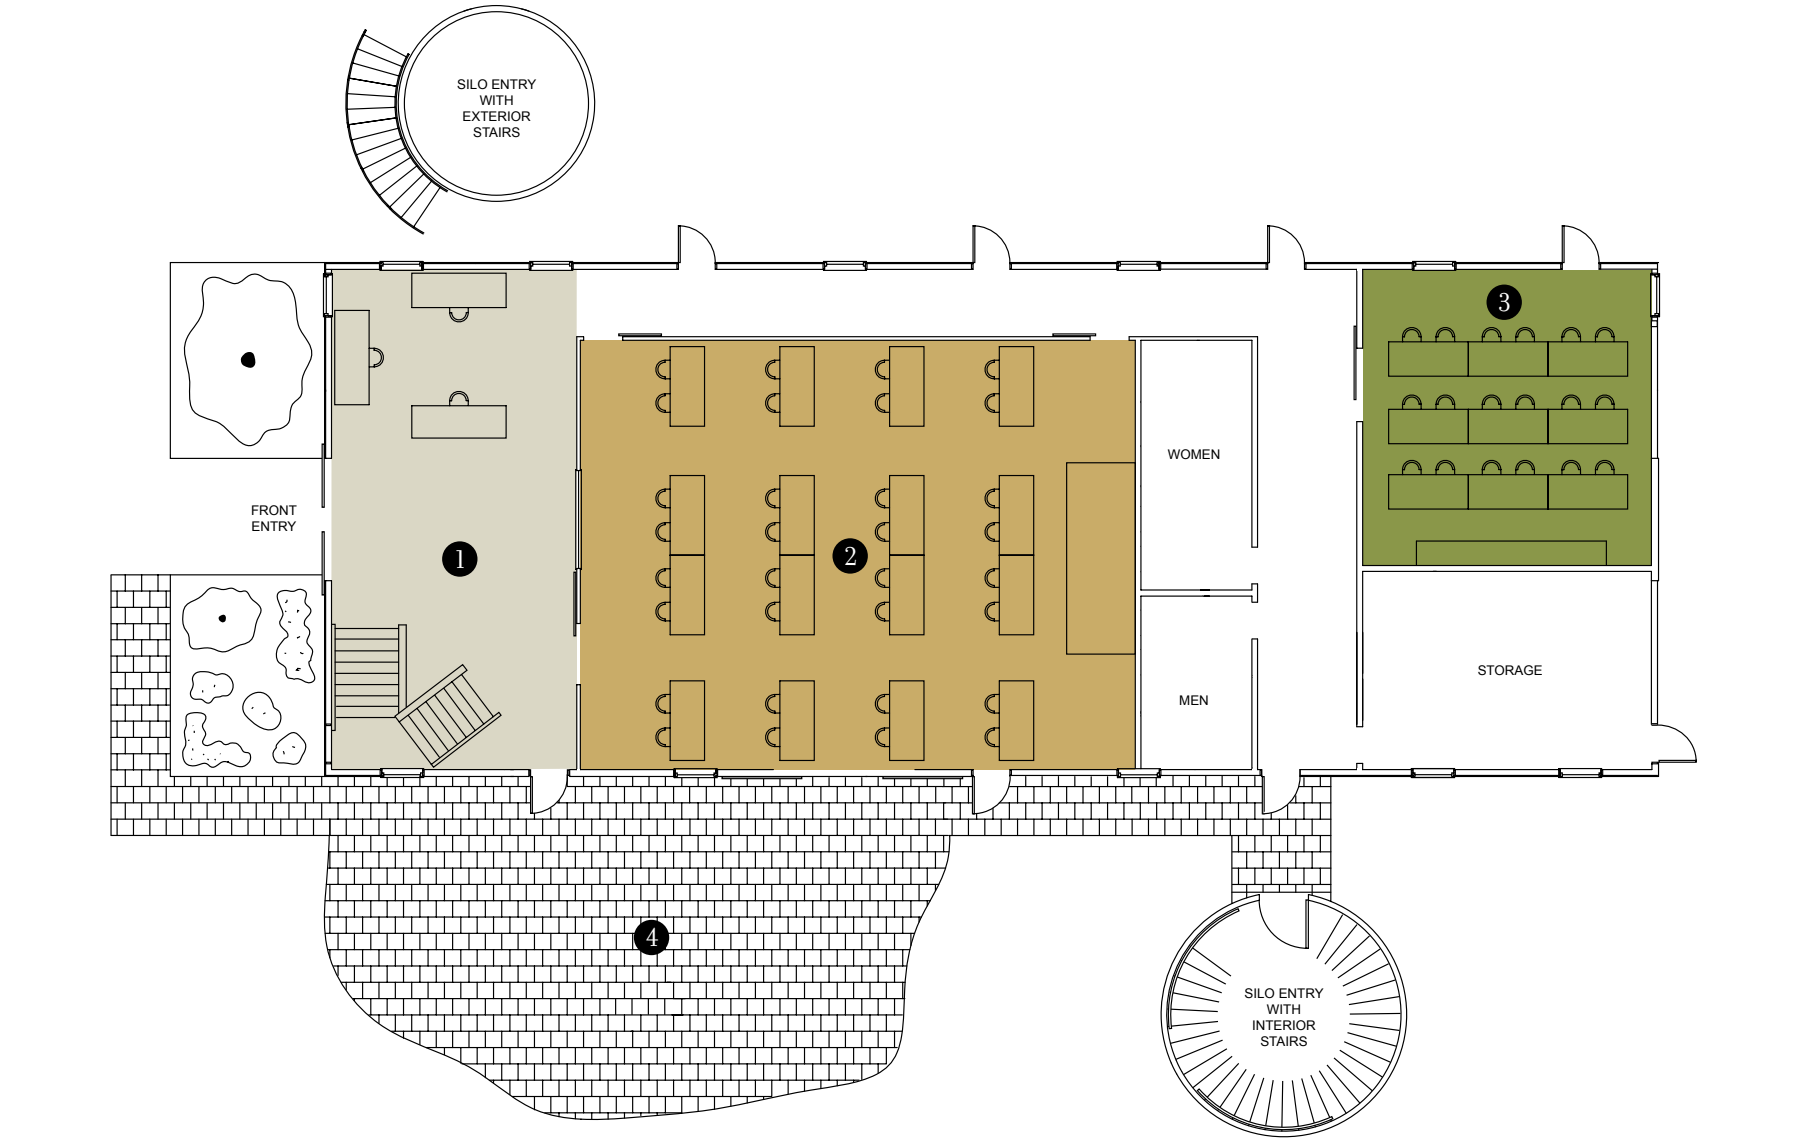 SILO ENTRY
WITH
EXTERIOR
STAIRS
3
WOMEN
FRONT
ENTRY
1
2
STORAGE
MEN
4
SILO ENTRY
WITH
INTERIOR
STAIRS